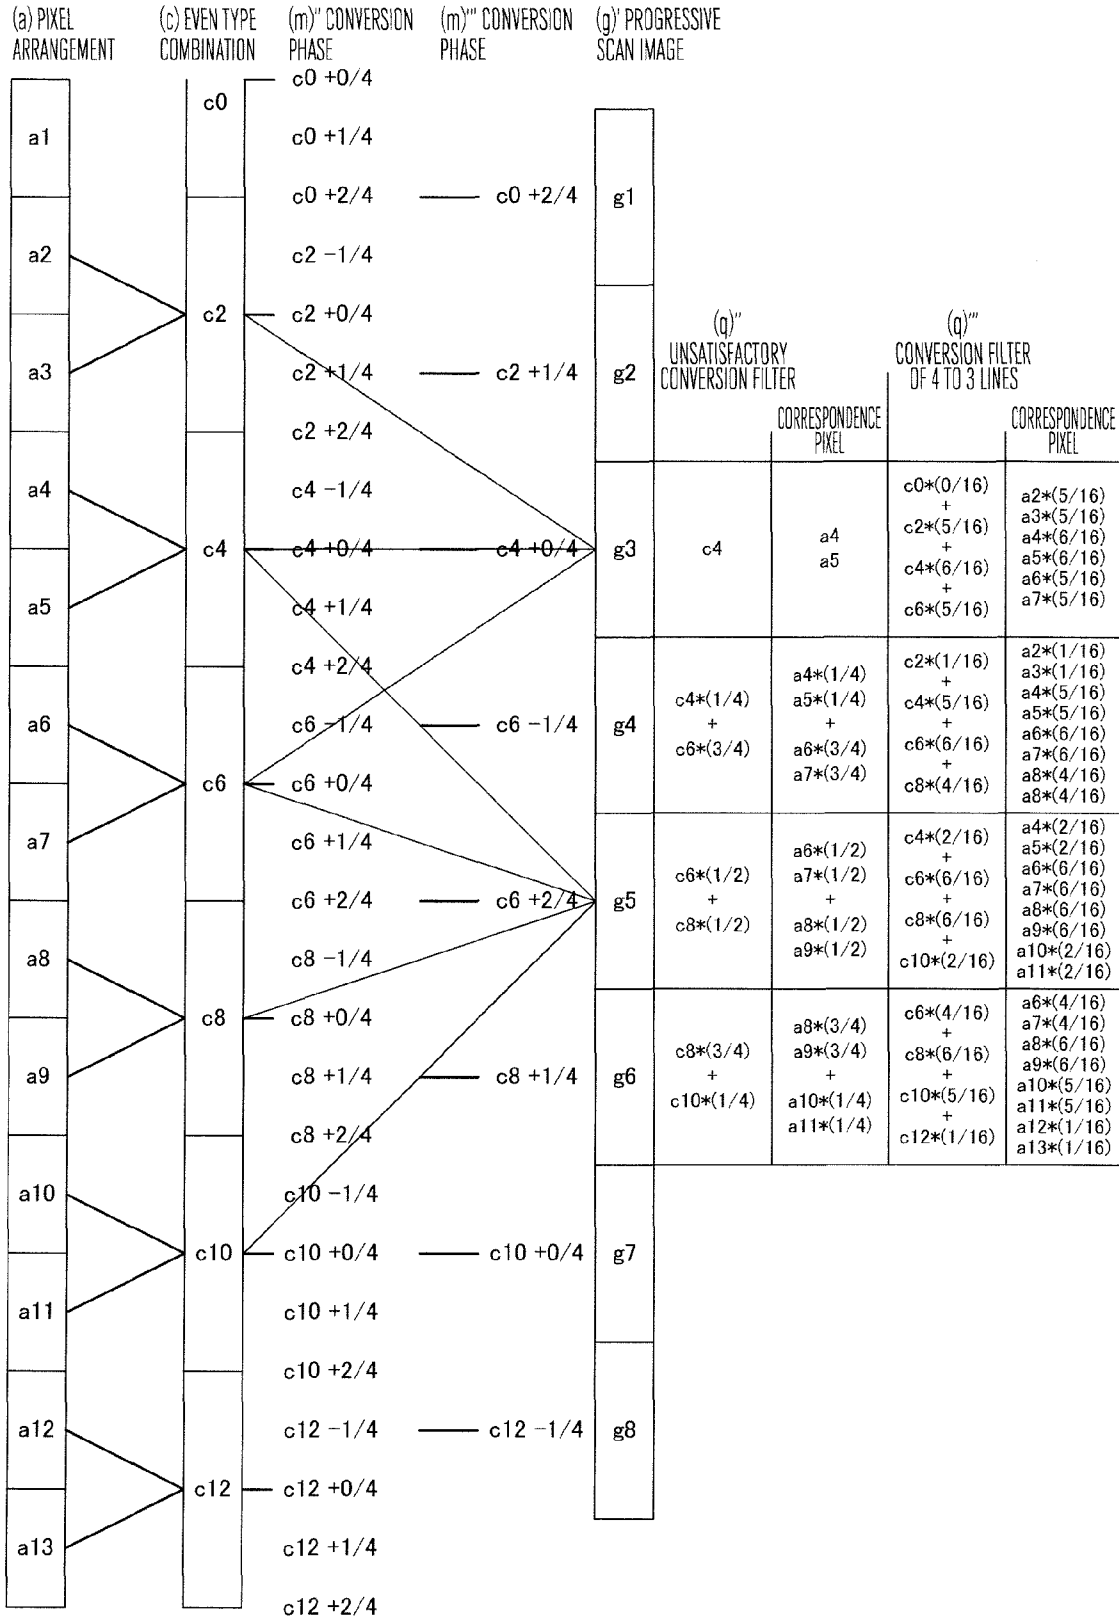 (a) PIXEL
ARRANGEMENT
(c) EVEN TYPE
COMBINATION
(m)'' CONVERSION
PHASE
(m)''' CONVERSION
PHASE
(g)' PROGRESSIVE
SCAN IMAGE
a1
a2
a3
a4
a5
a6
a7
a8
a9
a10
a11
a12
a13
c0
c2
c4
c6
c8
c10
c12
c0 +0/4
c0 +1/4
c0 +2/4
c2 -1/4
c2 +0/4
c2 +1/4
c2 +2/4
c4 -1/4
c4 +0/4
c4 +1/4
c4 +2/4
c6 -1/4
c6 +0/4
c6 +1/4
c6 +2/4
c8 -1/4
c8 +0/4
c8 +1/4
c8 +2/4
c10 -1/4
c10 +0/4
c10 +1/4
c10 +2/4
c12 -1/4
c12 +0/4
c12 +1/4
c12 +2/4
c0 +2/4
c2 +1/4
c4 +0/4
c6 -1/4
c6 +2/4
c8 +1/4
c10 +0/4
c12 -1/4
g1
g2
g3
g4
g5
g6
g7
g8
(q)''
UNSATISFACTORY
CONVERSION FILTER
CORRESPONDENCE
PIXEL
(q)'''
CONVERSION FILTER
OF 4 TO 3 LINES
CORRESPONDENCE
PIXEL
c4
a4
a5
c0*(0/16)
+
c2*(5/16)
+
c4*(6/16)
+
c6*(5/16)
a2*(5/16)
a3*(5/16)
a4*(6/16)
a5*(6/16)
a6*(5/16)
a7*(5/16)
c4*(1/4)
+
c6*(3/4)
a4*(1/4)
a5*(1/4)
+
a6*(3/4)
a7*(3/4)
c2*(1/16)
+
c4*(5/16)
+
c6*(6/16)
+
c8*(4/16)
a2*(1/16)
a3*(1/16)
a4*(5/16)
a5*(5/16)
a6*(6/16)
a7*(6/16)
a8*(4/16)
a8*(4/16)
c6*(1/2)
+
c8*(1/2)
a6*(1/2)
a7*(1/2)
+
a8*(1/2)
a9*(1/2)
c4*(2/16)
+
c6*(6/16)
+
c8*(6/16)
+
c10*(2/16)
a4*(2/16)
a5*(2/16)
a6*(6/16)
a7*(6/16)
a8*(6/16)
a9*(6/16)
a10*(2/16)
a11*(2/16)
c8*(3/4)
+
c10*(1/4)
a8*(3/4)
a9*(3/4)
+
a10*(1/4)
a11*(1/4)
c6*(4/16)
+
c8*(6/16)
+
c10*(5/16)
+
c12*(1/16)
a6*(4/16)
a7*(4/16)
a8*(6/16)
a9*(6/16)
a10*(5/16)
a11*(5/16)
a12*(1/16)
a13*(1/16)